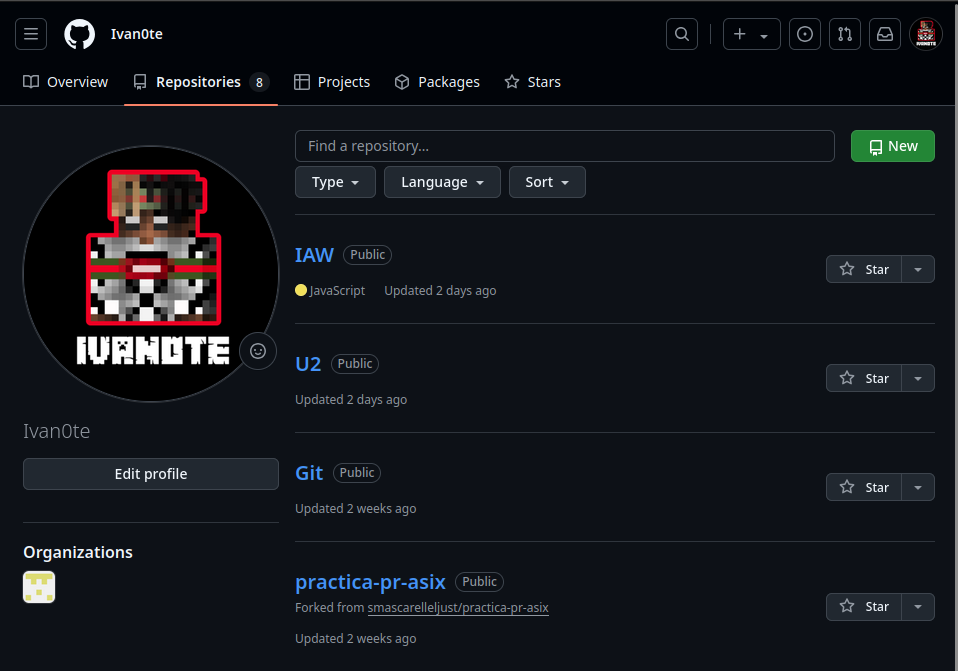 Ivan0te
Overview Repositories 8 Projects Packages Stars
Find a repository... New
Type Language Sort
IAW Public
Star
JavaScript Updated 2 days ago
IVANOTE
U2 Public
Star
Updated 2 days ago
Ivan0te
Edit profile
Git Public
Star
Updated 2 weeks ago
Organizations
practica-pr-asix Public
Forked from smascarelleljust/practica-pr-asix
Star
Updated 2 weeks ago